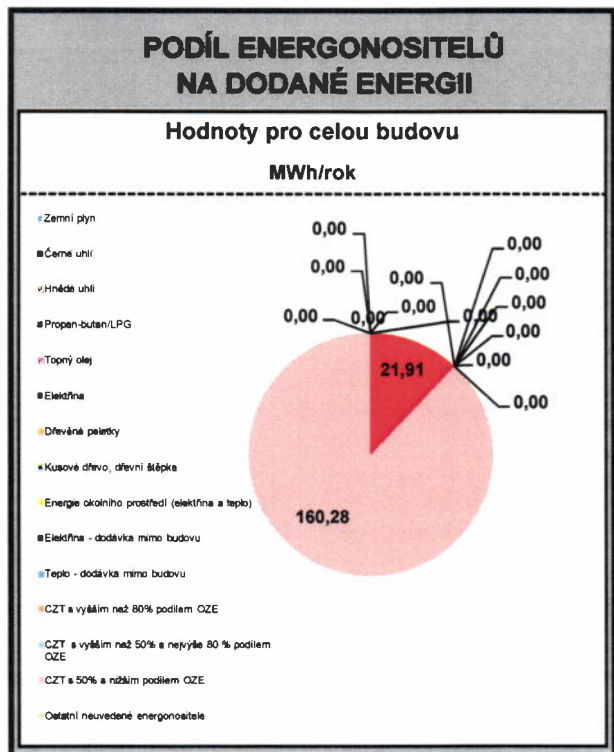 PODÍL ENERGONOSITELŮ
NA DODANÉ ENERGII
Hodnoty pro celou budovu
MWh/rok
Zemní plyn
Černé uhlí
Hnědé uhlí
Propan-butan/LPG
Topný olej
Elektřina
Dřevěné peletky
Kusové dřevo, dřevní štěpka
Energie okolního prostředí (elektřina a teplo)
Elektřina - dodávka mimo budovu
Teplo - dodávka mimo budovu
CZT s vyšším než 80% podílem OZE
CZT s vyšším než 50% a nejvýše 80 % podílem
OZE
CZT s 50% a nižším podílem OZE
Ostatní neuvedené energonositele
0,00
0,00
0,00
0,00
0,00
0,00
0,00
0,00
0,00
0,00
0,00
0,00
0,00
21,91
160,28